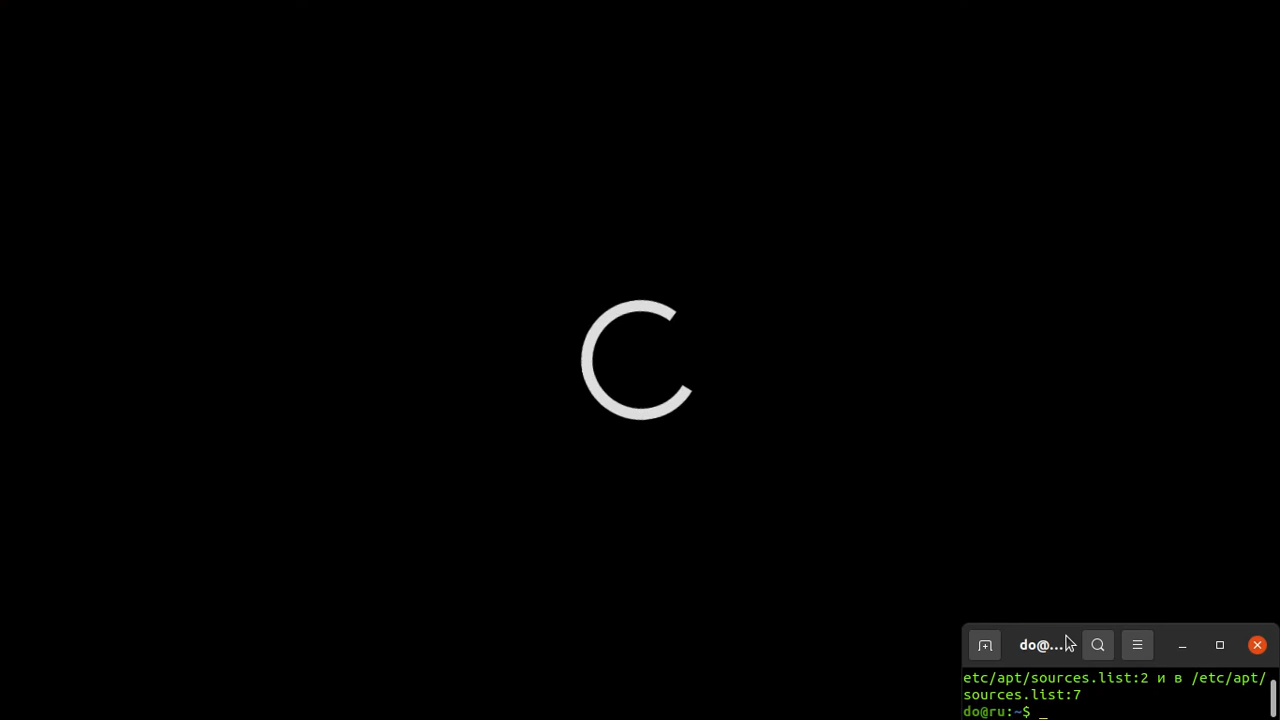 do@...
etc/apt/sources.list:2 и в /etc/apt/
sources.list:7
do@ru:~$ _